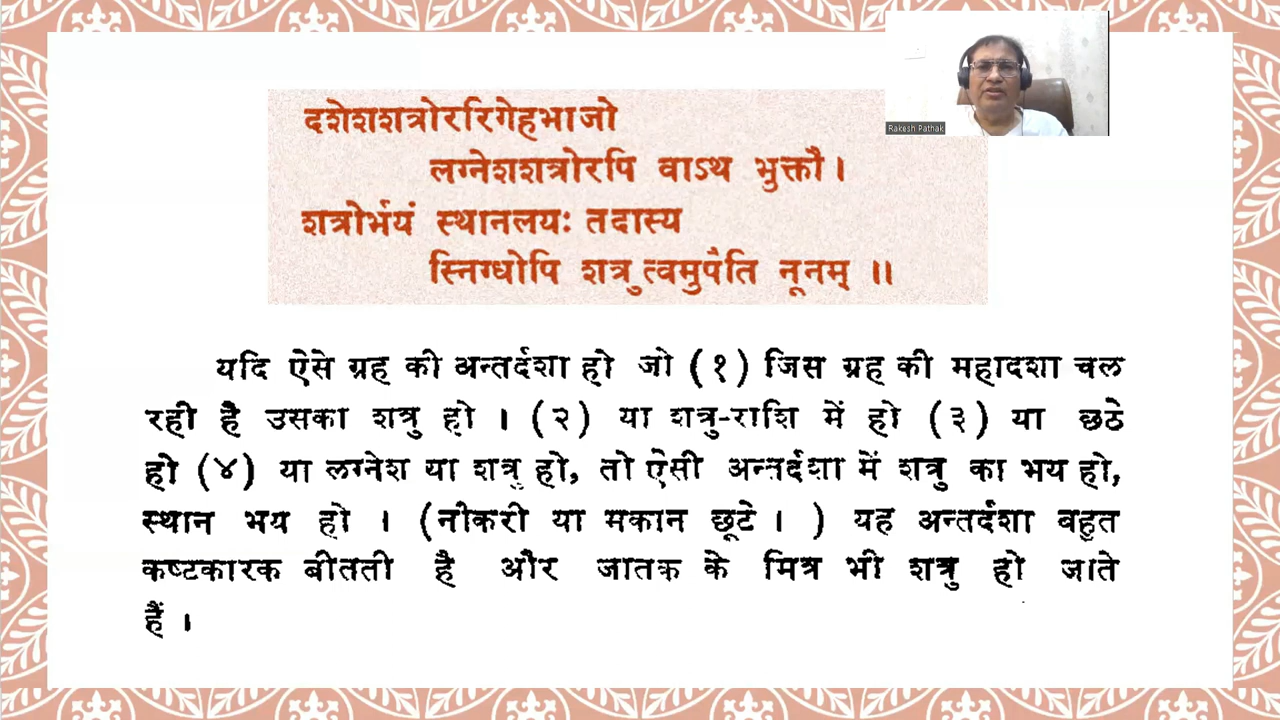 Rakesh Pathak
दशेशशत्रोररिगेहभाजो
लग्नेशशत्रोरपि वाऽथ भुक्तौ ।
शत्रोर्भयं स्थानलयः तदास्य
स्निग्धोपि शत्रुत्वमुपैति नूनम् ॥
यदि ऐसे ग्रह की अन्तर्दशा हो जो (१) जिस ग्रह की महादशा चल
रही है उसका शत्रु हो । (२) या शत्रु-राशि में हो (३) या छठे
हो (४) या लग्नेश या शत्रु हो, तो ऐसी अन्तर्दशा में शत्रु का भय हो,
स्थान भय हो । (नौकरी या मकान छूटे । ) यह अन्तर्दशा बहुत
कष्टकारक बीतती है और जातक के मित्र भी शत्रु हो जाते
हैं ।